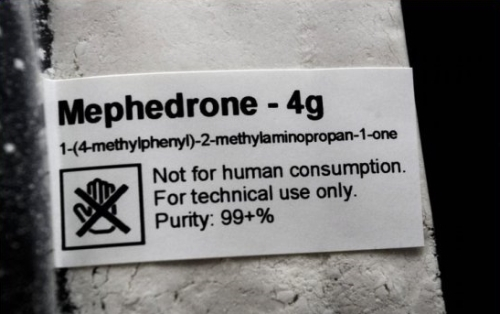 Mephedrone - 4g
1-(4-methylphenyl)-2-methylaminopropan-1-one
Not for human consumption.
For technical use only.
Purity: 99+%